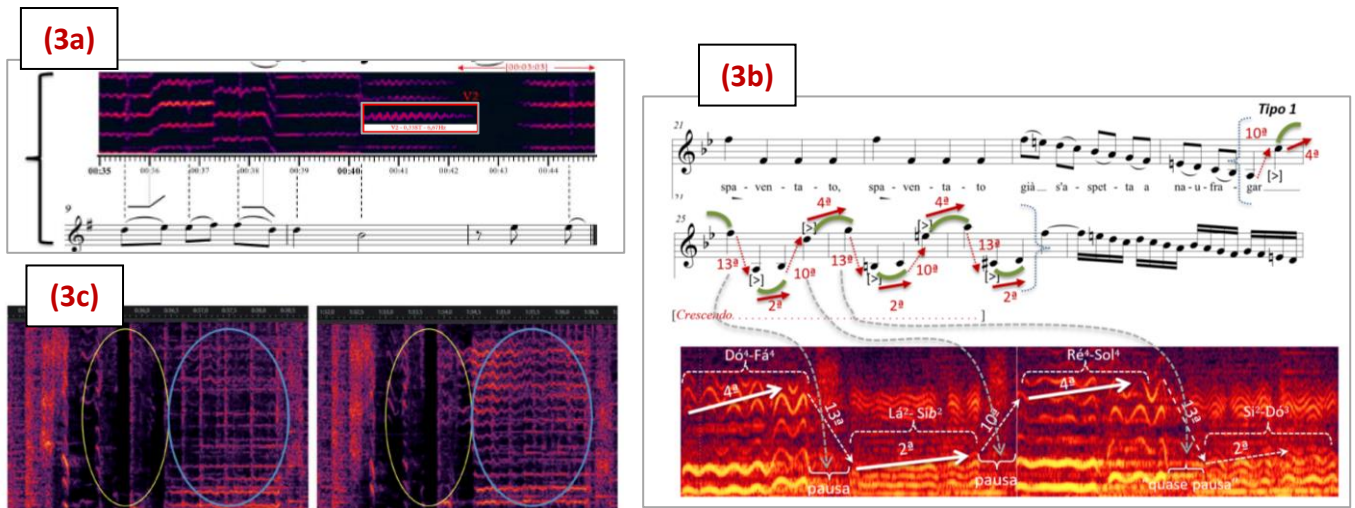 (3a)
[00:03:03]
V2
00:35 00:36 00:37 00:38 00:39 00:40 00:41 00:42 00:43 00:44
9
(3b)
Tipo 1
21
10ª
4ª
[>]
spa - ven - ta - to, spa - ven - ta - to già s'a - spet - ta a na - u - fra - gar
4ª 4ª
25
[>] [>]
13ª 10ª 13ª 10ª 13ª
[>] [>] [>]
2ª 2ª 2ª
[Crescendo ]
Dó⁴-Fá⁴ Ré⁴-Sol⁴
4ª 4ª
13ª Lá²- Sib² 10ª 13ª Si²-Dó³
2ª 2ª
pausa pausa "quase pausa"
(3c)